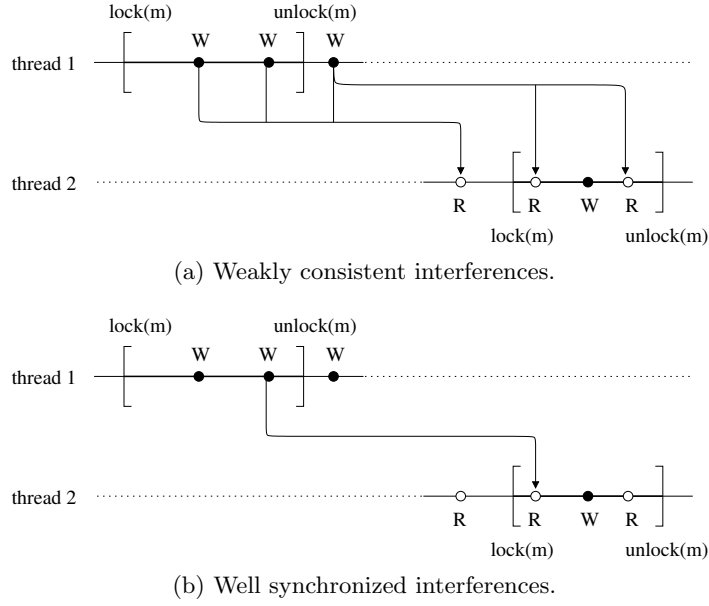 lock(m) unlock(m)
W W W
thread 1
thread 2
R R W R
lock(m) unlock(m)
(a) Weakly consistent interferences.
lock(m) unlock(m)
W W W
thread 1
thread 2
R R W R
lock(m) unlock(m)
(b) Well synchronized interferences.